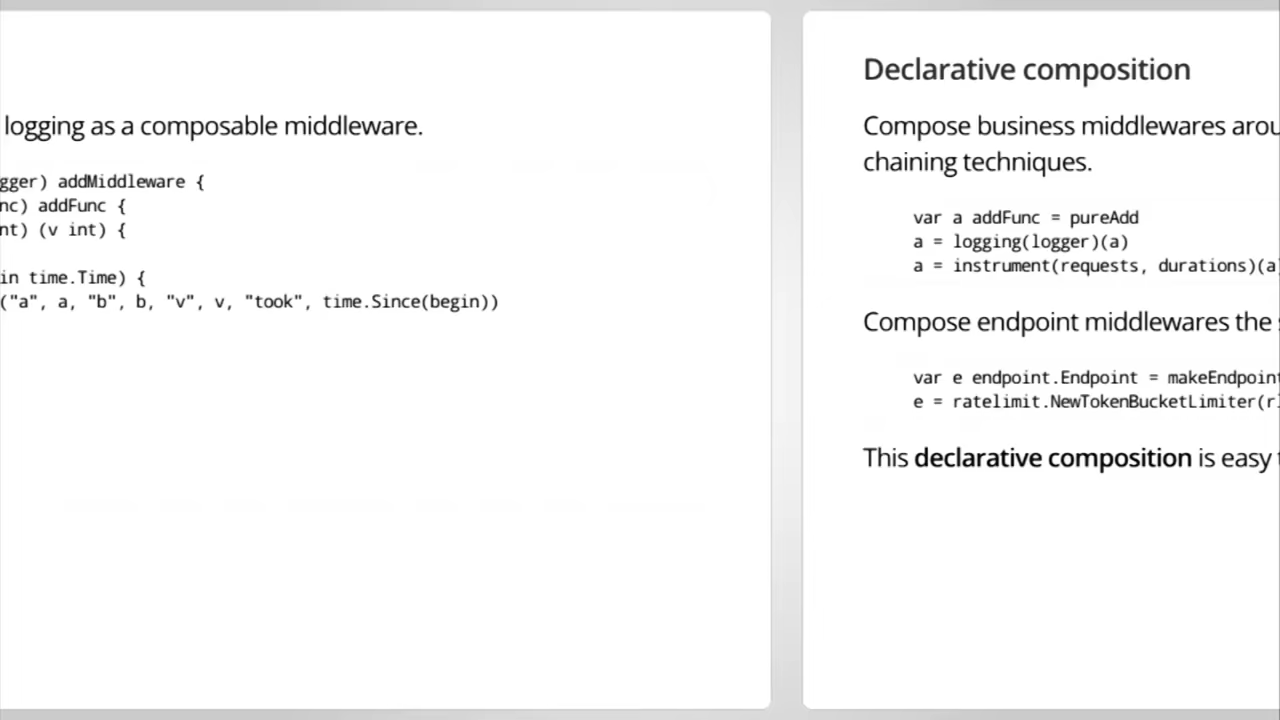 logging as a composable middleware.
gger) addMiddleware {
nc) addFunc {
nt) (v int) {
in time.Time) {
("a", a, "b", b, "v", v, "took", time.Since(begin))
Declarative composition
Compose business middlewares arou
chaining techniques.
var a addFunc = pureAdd
a = logging(logger)(a)
a = instrument(requests, durations)(a)
Compose endpoint middlewares the
var e endpoint.Endpoint = makeEndpoint
e = ratelimit.NewTokenBucketLimiter(rl
This declarative composition is easy